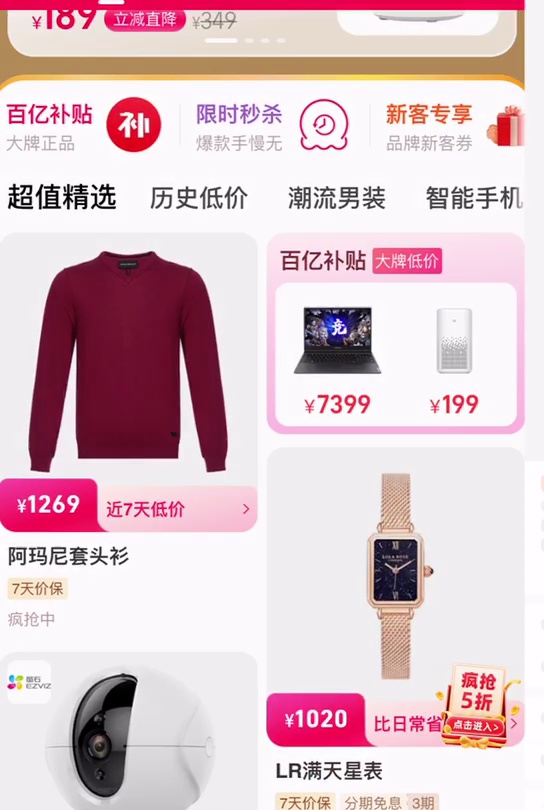 ¥189 立减直降 ¥349
百亿补贴
大牌正品
补
限时秒杀
爆款手慢无
新客专享
品牌新客券
超值精选 历史低价 潮流男装 智能手机
¥1269 近7天低价 >
阿玛尼套头衫
7天价保
疯抢中
萤石
EZVIZ
百亿补贴 大牌低价
竞
¥7399 ¥199
LOLA ROSE
¥1020 比日常省
疯抢
5折
点击进入>
LR满天星表
7天价保 分期免息 3期